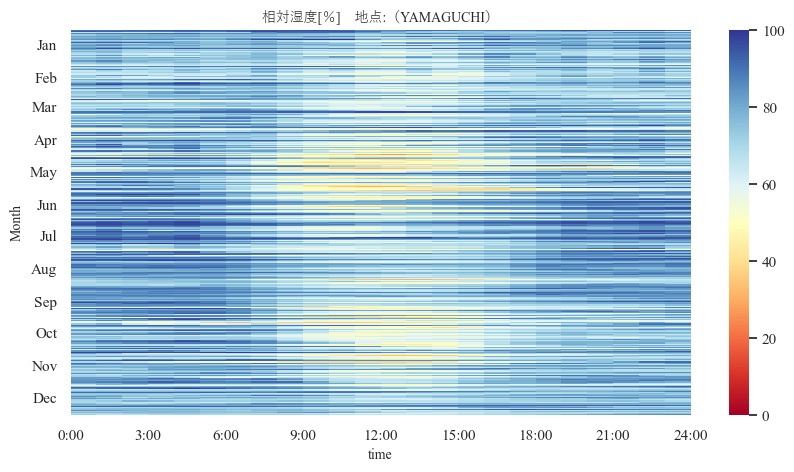 相対湿度[%] 地点:（YAMAGUCHI）
Month
Jan
Feb
Mar
Apr
May
Jun
Jul
Aug
Sep
Oct
Nov
Dec
0:00 3:00 6:00 9:00 12:00 15:00 18:00 21:00 24:00
time
100
80
60
40
20
0